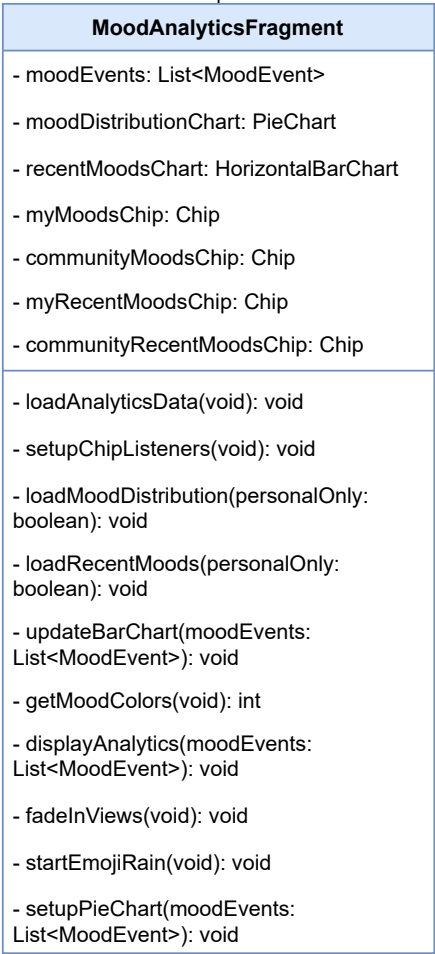 MoodAnalyticsFragment
- moodEvents: List<MoodEvent>
- moodDistributionChart: PieChart
- recentMoodsChart: HorizontalBarChart
- myMoodsChip: Chip
- communityMoodsChip: Chip
- myRecentMoodsChip: Chip
- communityRecentMoodsChip: Chip
- loadAnalyticsData(void): void
- setupChipListeners(void): void
- loadMoodDistribution(personalOnly:
boolean): void
- loadRecentMoods(personalOnly:
boolean): void
- updateBarChart(moodEvents:
List<MoodEvent>): void
- getMoodColors(void): int
- displayAnalytics(moodEvents:
List<MoodEvent>): void
- fadeInViews(void): void
- startEmojiRain(void): void
- setupPieChart(moodEvents:
List<MoodEvent>): void